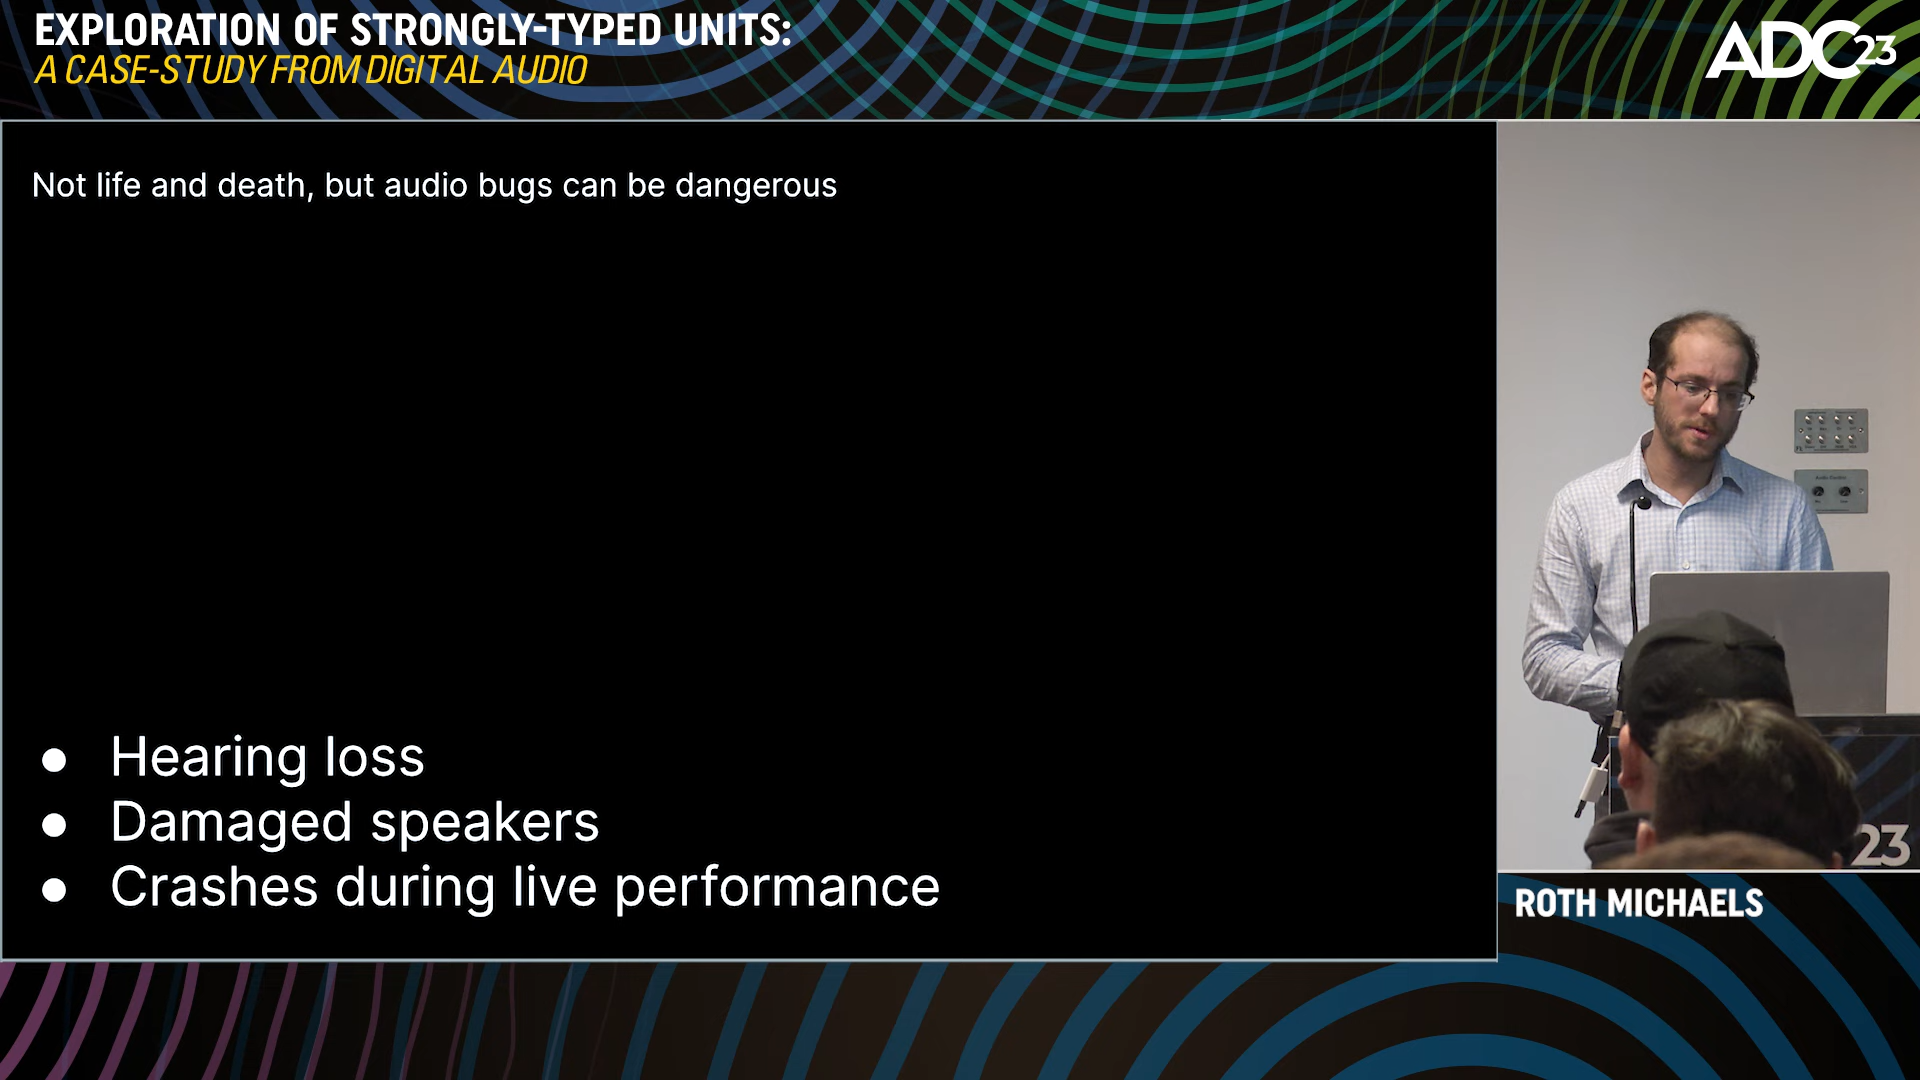 EXPLORATION OF STRONGLY-TYPED UNITS:
A CASE-STUDY FROM DIGITAL AUDIO
ADC23
Not life and death, but audio bugs can be dangerous
● Hearing loss
● Damaged speakers
● Crashes during live performance
23
ROTH MICHAELS